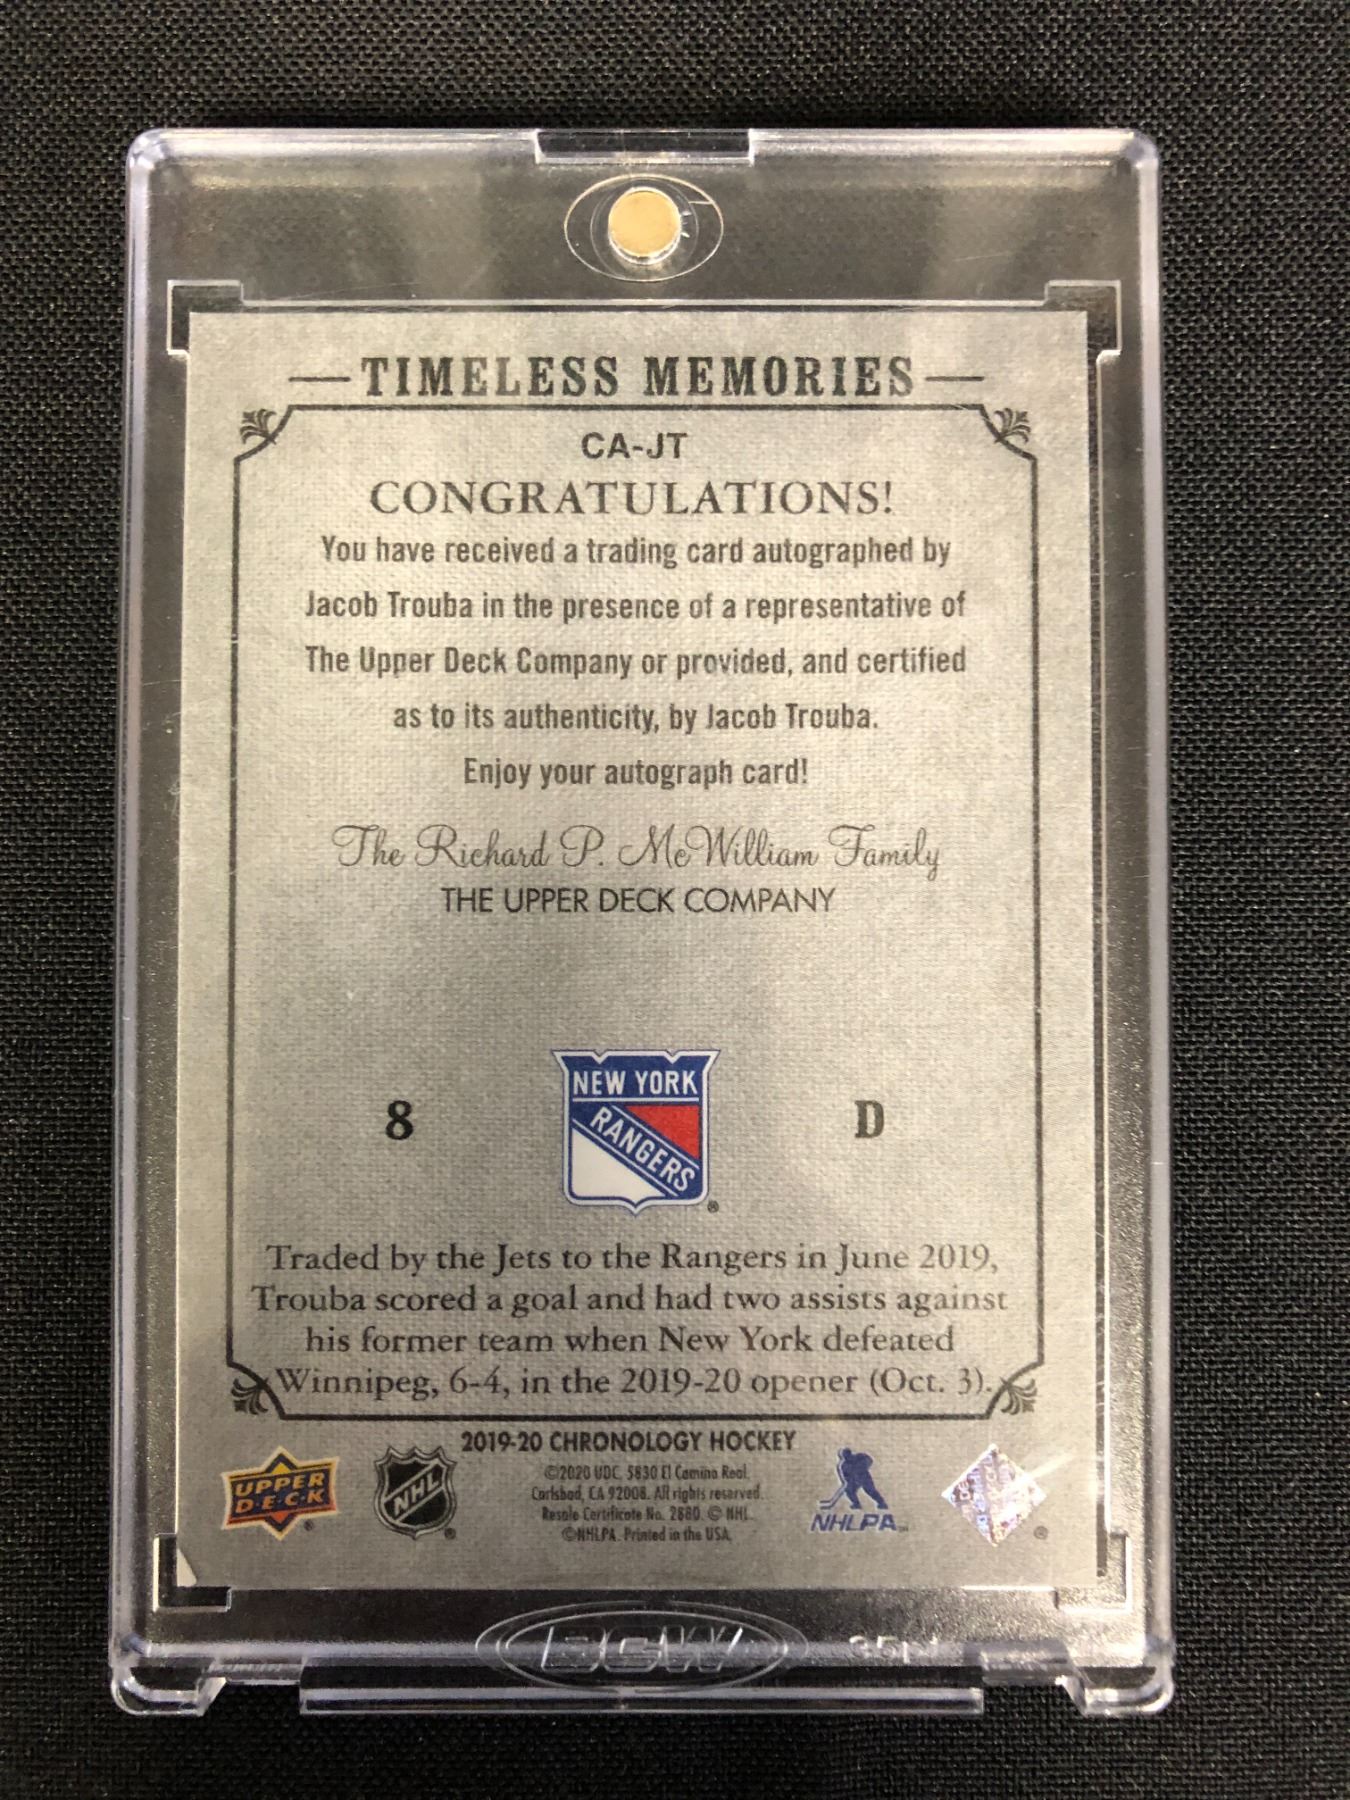 TIMELESS MEMORIES
CA-JT
CONGRATULATIONS!
You have received a trading card autographed by
Jacob Trouba in the presence of a representative of
The Upper Deck Company or provided, and certified
as to its authenticity, by Jacob Trouba.
Enjoy your autograph card!
The Richard P. McWilliam Family
THE UPPER DECK COMPANY
NEW YORK
RANGERS
®
8
D
Traded by the Jets to the Rangers in June 2019,
Trouba scored a goal and had two assists against
his former team when New York defeated
Winnipeg, 6-4, in the 2019-20 opener (Oct. 3).
2019-20 CHRONOLOGY HOCKEY
©2020 UDC, 5830 El Camino Real,
Carlsbad, CA 92008. All rights reserved.
Resale Certificate No. 2880. © NHL.
©NHLPA. Printed in the USA.
UPPER
D·E·C·K
®
NHL
®
NHLPA
®
BCW